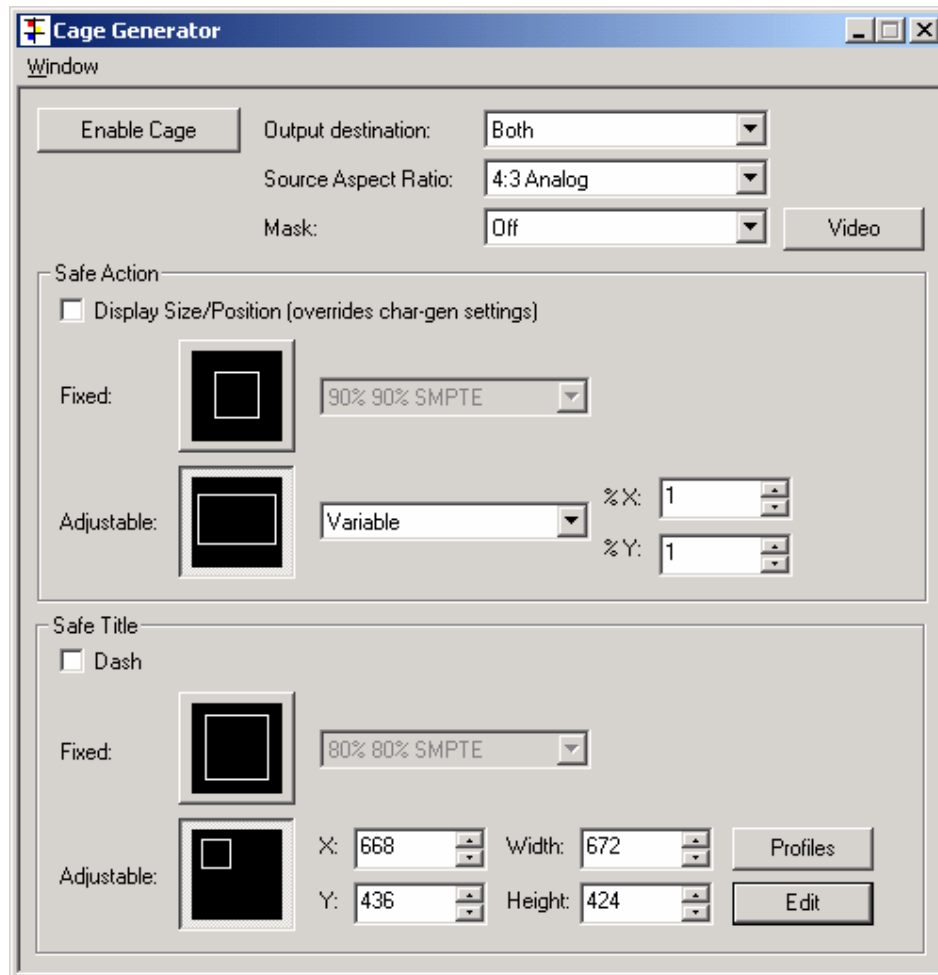 Cage Generator
Window
Enable Cage
Output destination: Both
Source Aspect Ratio: 4:3 Analog
Mask: Off Video
Safe Action
Display Size/Position (overrides char-gen settings)
Fixed: 90% 90% SMPTE
Adjustable: Variable
% X: 1
% Y: 1
Safe Title
Dash
Fixed: 80% 80% SMPTE
Adjustable:
X: 668 Width: 672 Profiles
Y: 436 Height: 424 Edit